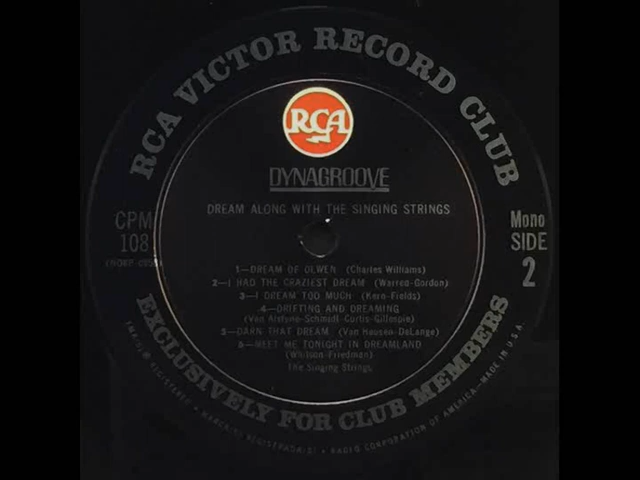 RCA VICTOR RECORD CLUB
RCA
DYNAGROOVE
DREAM ALONG WITH THE SINGING STRINGS
CPM
108
Mono
SIDE
2
1—DREAM OF OLWEN (Charles Williams)
2—I HAD THE CRAZIEST DREAM (Warren-Gordon)
3—I DREAM TOO MUCH (Kern-Fields)
4—DRIFTING AND DREAMING
(Van Alstyne-Schmidt-Curtis-Gillespie)
5—DARN THAT DREAM (Van Heusen-DeLange)
6—MEET ME TONIGHT IN DREAMLAND
(Whitson-Friedman)
The Singing Strings
EXCLUSIVELY FOR CLUB MEMBERS
RADIO CORPORATION OF AMERICA—MADE IN U.S.A.